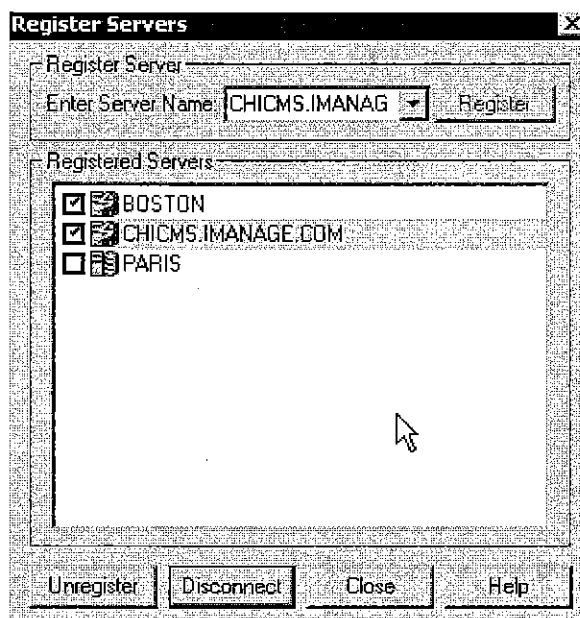 Register Servers
Register Server
Enter Server Name: CHICMS.IMANAG Register
Registered Servers
BOSTON
CHICMS.IMANAGE.COM
PARIS
Unregister Disconnect Close Help